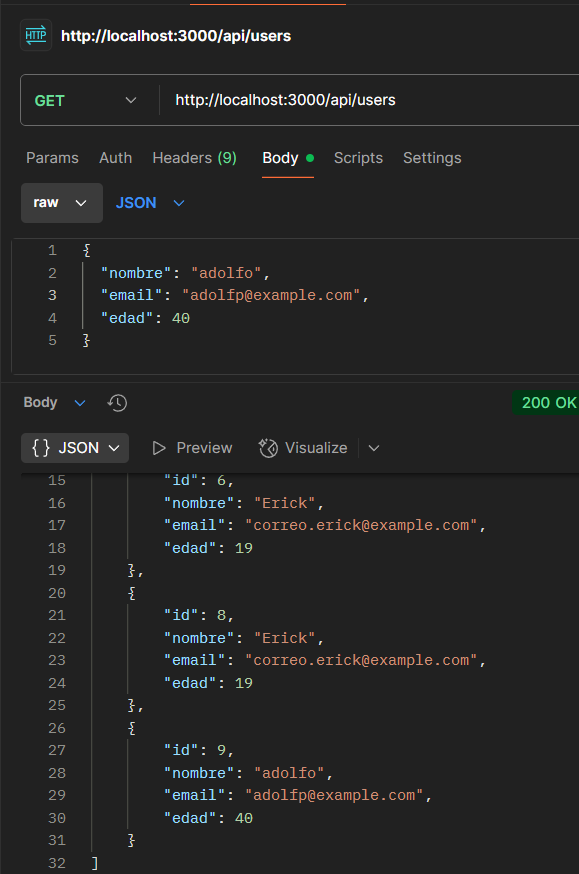 HTTP http://localhost:3000/api/users
GET http://localhost:3000/api/users
Params Auth Headers (9) Body Scripts Settings
raw JSON
1 {
2 "nombre": "adolfo",
3 "email": "adolfp@example.com",
4 "edad": 40
5 }
Body 200 OK
{} JSON Preview Visualize
15 "id": 6,
16 "nombre": "Erick",
17 "email": "correo.erick@example.com",
18 "edad": 19
19 },
20 {
21 "id": 8,
22 "nombre": "Erick",
23 "email": "correo.erick@example.com",
24 "edad": 19
25 },
26 {
27 "id": 9,
28 "nombre": "adolfo",
29 "email": "adolfp@example.com",
30 "edad": 40
31 }
32 ]